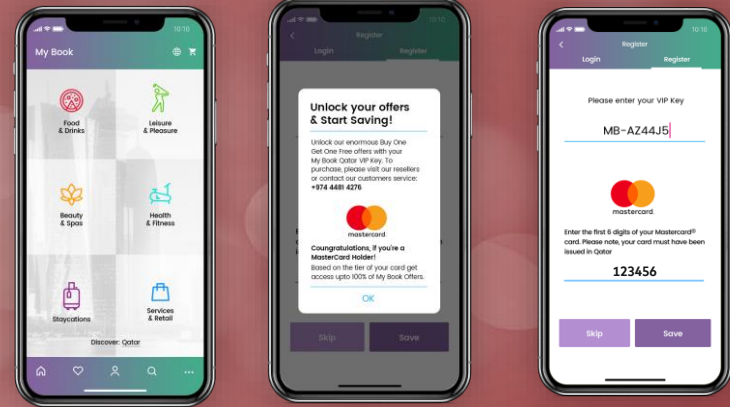 10:10
My Book
Food
& Drinks
Leisure
& Pleasure
Beauty
& Spas
Health
& Fitness
Staycations
Services
& Retail
Discover: Qatar
10:10
Register
Login
Register
Unlock your offers
& Start Saving!
Unlock our enormous Buy One
Get One Free offers with your
My Book Qatar VIP Key. To
purchase, please visit our resellers
or contact our customers service:
+974 4481 4276
mastercard
Coungratulations, if you're a
MasterCard Holder!
Based on the tier of your card get
access upto 100% of My Book Offers.
OK
Skip
Save
10:10
Register
Login
Register
Please enter your VIP Key
MB-AZ44J5
mastercard
Enter the first 6 digits of your Mastercard®
card. Please note, your card must have been
issued in Qatar
123456
Skip
Save